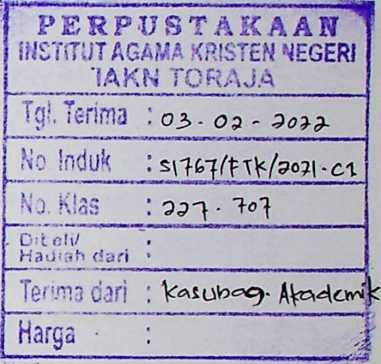 PERPUSTAKAAN
INSTITUT AGAMA KRISTEN NEGERI
IAKN TORAJA
Tgl. Terima : 03-02-2022
No Induk : S1767/FTK/2021-C1
No. Klas : 227.707
Dibeli/
Hadiah dari :
Terima dari : Kasubag. Akademik
Harga :